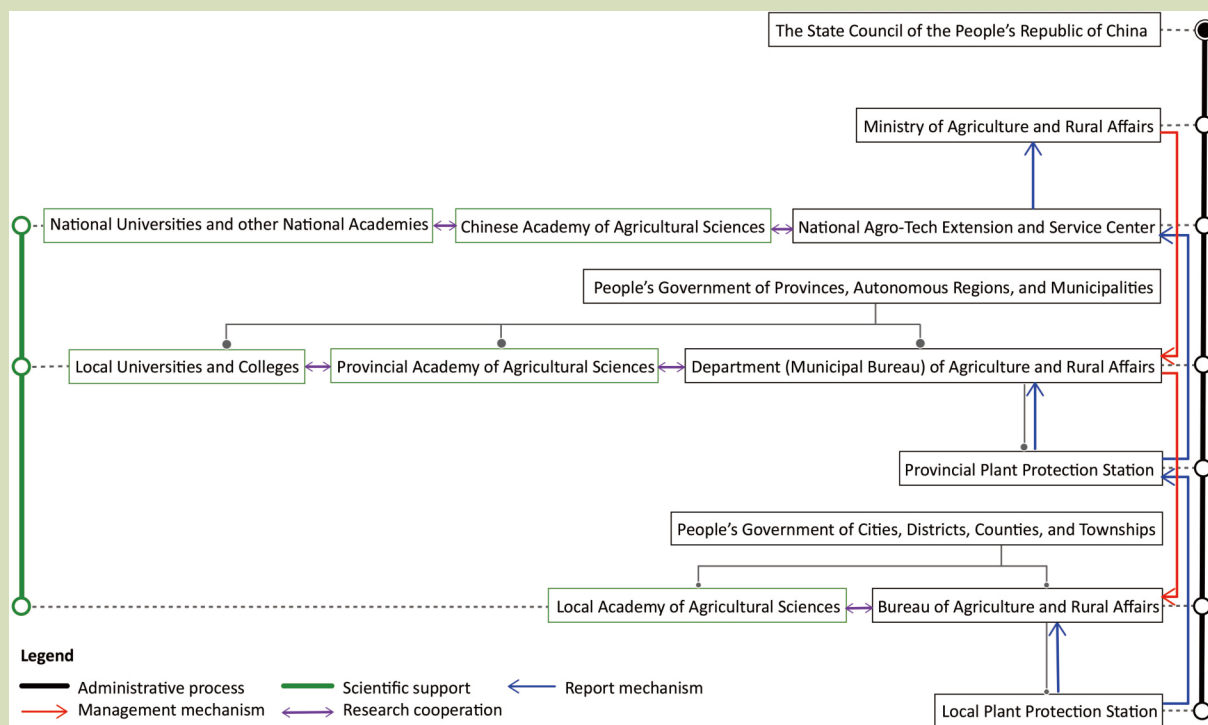 The State Council of the People's Republic of China
Ministry of Agriculture and Rural Affairs
National Universities and other National Academies
Chinese Academy of Agricultural Sciences
National Agro-Tech Extension and Service Center
People's Government of Provinces, Autonomous Regions, and Municipalities
Local Universities and Colleges
Provincial Academy of Agricultural Sciences
Department (Municipal Bureau) of Agriculture and Rural Affairs
Provincial Plant Protection Station
People's Government of Cities, Districts, Counties, and Townships
Local Academy of Agricultural Sciences
Bureau of Agriculture and Rural Affairs
Local Plant Protection Station
Legend
Administrative process
Scientific support
Report mechanism
Management mechanism
Research cooperation